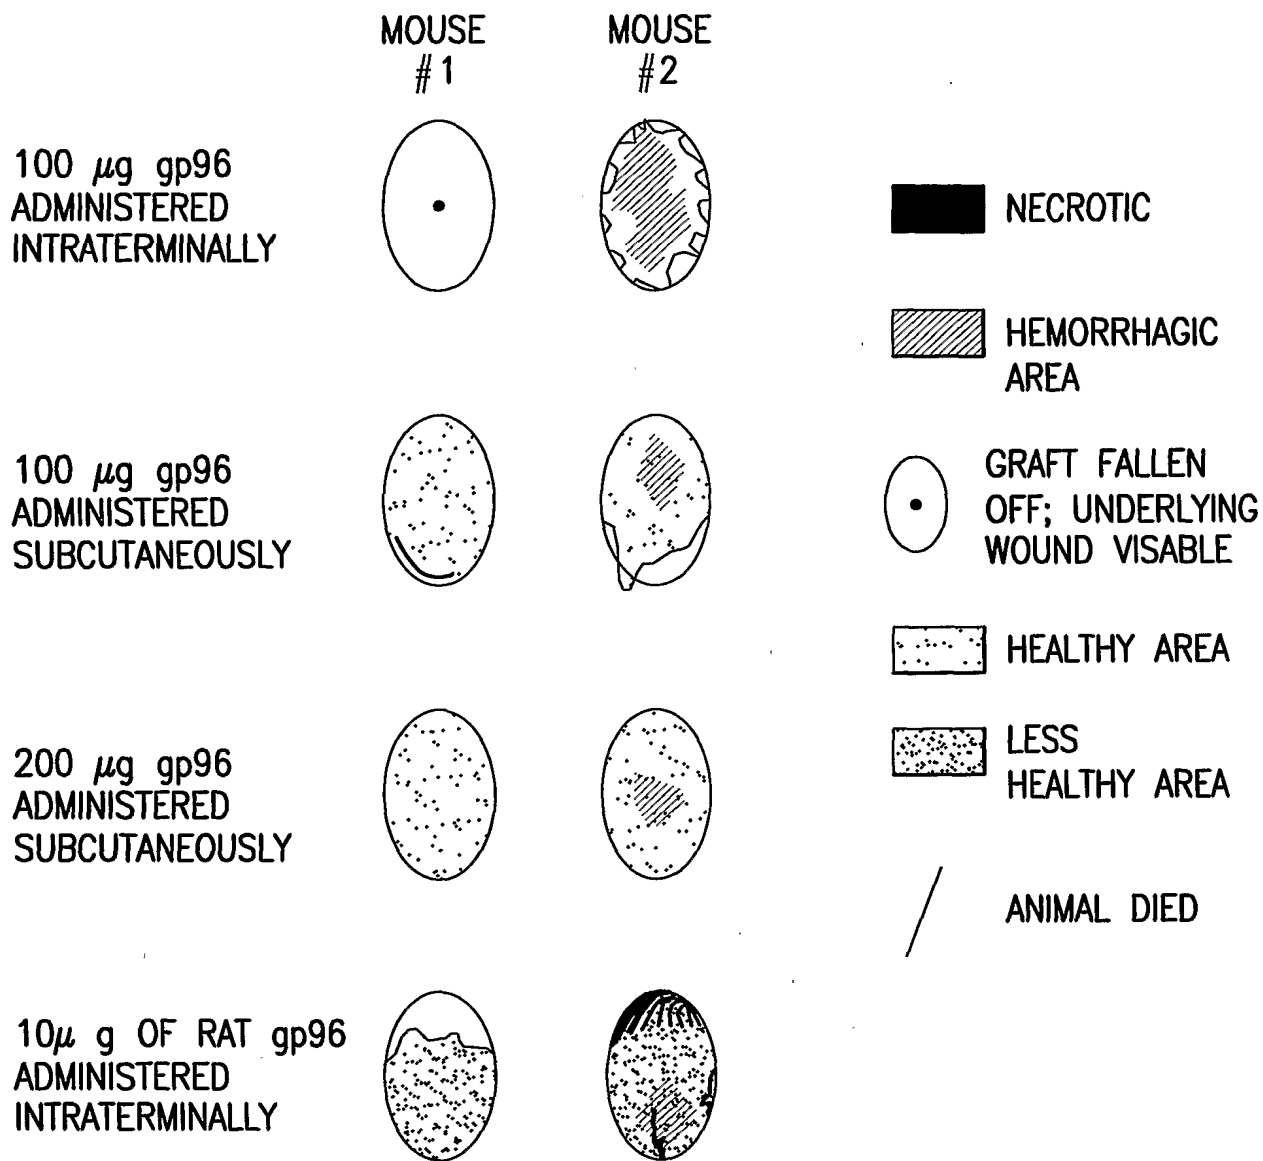 MOUSE
#1
MOUSE
#2
100 μg gp96
ADMINISTERED
INTRATERMINALLY
100 μg gp96
ADMINISTERED
SUBCUTANEOUSLY
200 μg gp96
ADMINISTERED
SUBCUTANEOUSLY
10μ g OF RAT gp96
ADMINISTERED
INTRATERMINALLY
NECROTIC
HEMORRHAGIC
AREA
GRAFT FALLEN
OFF; UNDERLYING
WOUND VISABLE
HEALTHY AREA
LESS
HEALTHY AREA
ANIMAL DIED